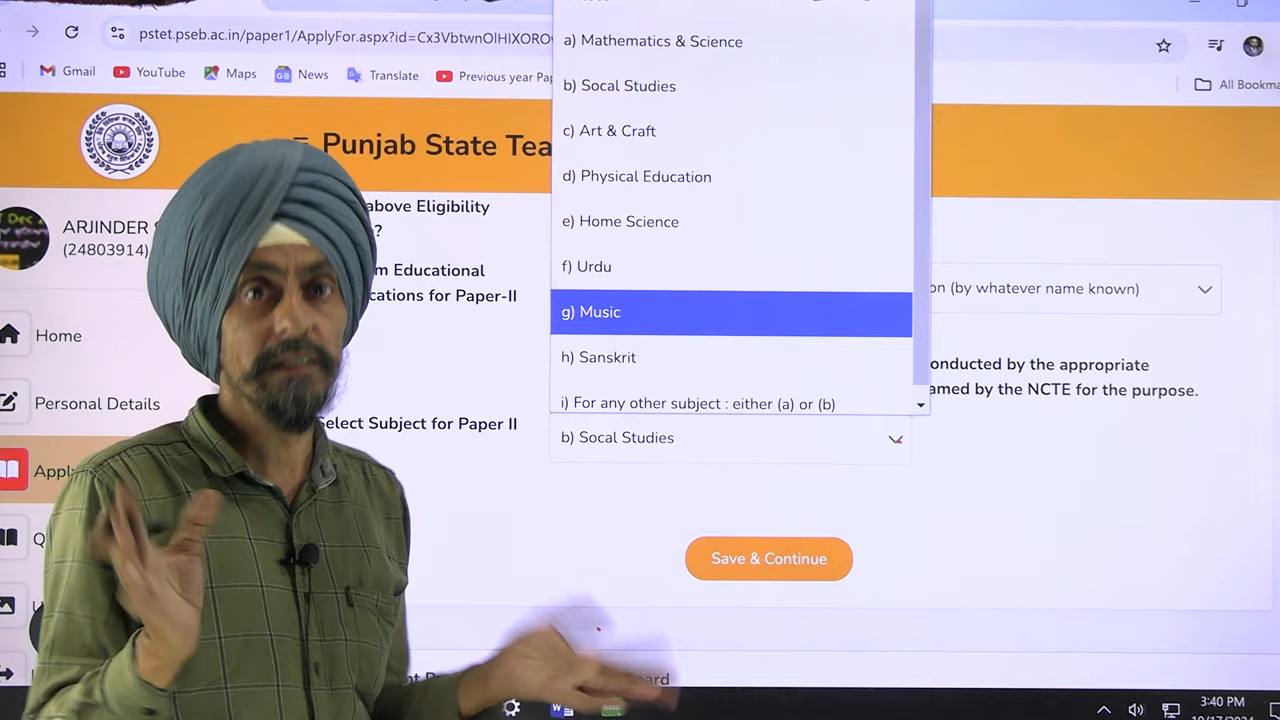 pstet.pseb.ac.in/paper1/ApplyFor.aspx?id=Cx3VbtwnOlHIXORO
Gmail
YouTube
Maps
News
Translate
Previous year Pap
All Bookma
Punjab State Tea
ARJINDER S
(24803914)
Home
Personal Details
Apply
above Eligibility
?
m Educational
cations for Paper-II
on (by whatever name known)
onducted by the appropriate
amed by the NCTE for the purpose.
Select Subject for Paper II
a) Mathematics & Science
b) Socal Studies
c) Art & Craft
d) Physical Education
e) Home Science
f) Urdu
g) Music
h) Sanskrit
i) For any other subject : either (a) or (b)
b) Socal Studies
Save & Continue
3:40 PM